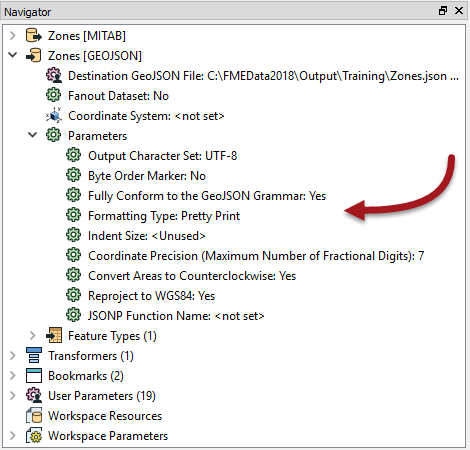 Navigator
Zones [MITAB]
Zones [GEOJSON]
Destination GeoJSON File: C:\FMEData2018\Output\Training\Zones.json ...
Fanout Dataset: No
Coordinate System: <not set>
Parameters
Output Character Set: UTF-8
Byte Order Marker: No
Fully Conform to the GeoJSON Grammar: Yes
Formatting Type: Pretty Print
Indent Size: <Unused>
Coordinate Precision (Maximum Number of Fractional Digits): 7
Convert Areas to Counterclockwise: Yes
Reproject to WGS84: Yes
JSONP Function Name: <not set>
Feature Types (1)
Transformers (1)
Bookmarks (2)
User Parameters (19)
Workspace Resources
Workspace Parameters